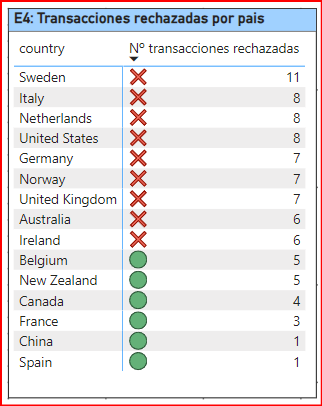 E4: Transacciones rechazadas por pais
country Nº transacciones rechazadas
Sweden 11
Italy 8
Netherlands 8
United States 8
Germany 7
Norway 7
United Kingdom 7
Australia 6
Ireland 6
Belgium 5
New Zealand 5
Canada 4
France 3
China 1
Spain 1